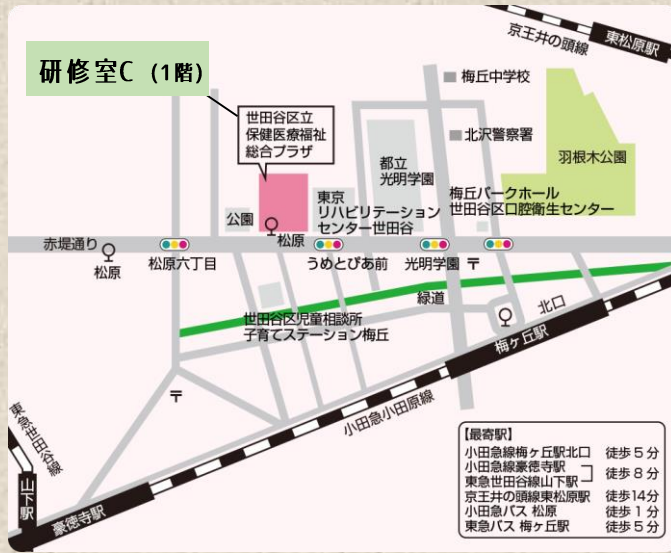 京王井の頭線
東松原駅
研修室C (1階)
梅丘中学校
世田谷区立
保健医療福祉
総合プラザ
北沢警察署
羽根木公園
都立
光明学園
梅丘パークホール
世田谷区口腔衛生センター
東京
リハビリテーション
センター世田谷
公園
松原
赤堤通り
松原
松原六丁目
うめとぴあ前
光明学園
〒
緑道
北口
世田谷区児童相談所
子育てステーション梅丘
梅ヶ丘駅
〒
小田急小田原線
東急世田谷線
山下駅
豪徳寺駅
【最寄駅】
小田急線梅ヶ丘駅北口 徒歩5分
小田急線豪徳寺駅
東急世田谷線山下駅 徒歩8分
京王井の頭線東松原駅 徒歩14分
小田急バス 松原 徒歩1分
東急バス 梅ヶ丘駅 徒歩5分